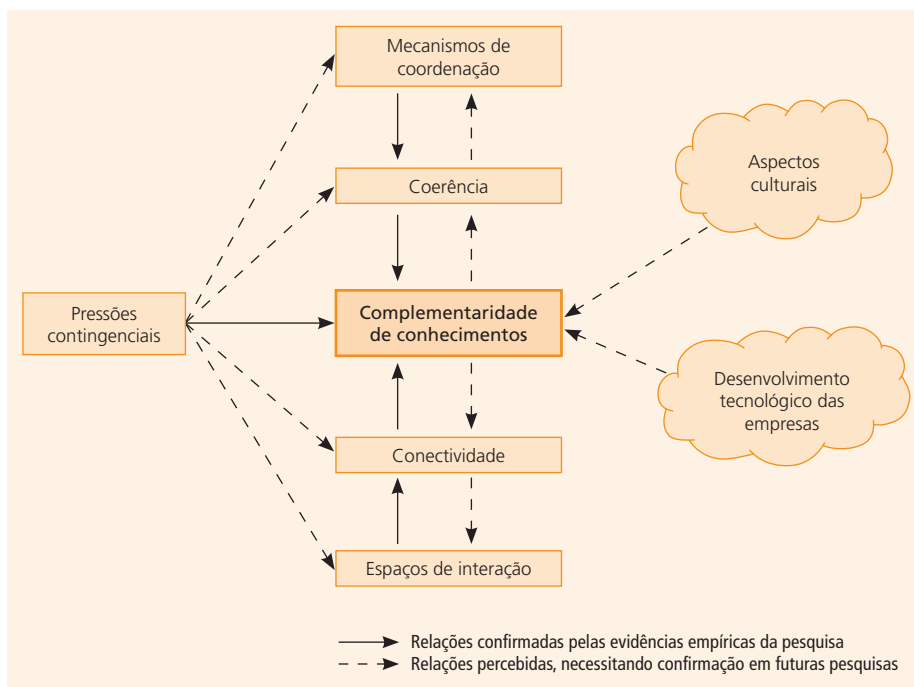 Mecanismos de
coordenação
Coerência
Aspectos
culturais
Pressões
contingenciais
Complementaridade
de conhecimentos
Desenvolvimento
tecnológico das
empresas
Conectividade
Espaços de interação
Relações confirmadas pelas evidências empíricas da pesquisa
Relações percebidas, necessitando confirmação em futuras pesquisas